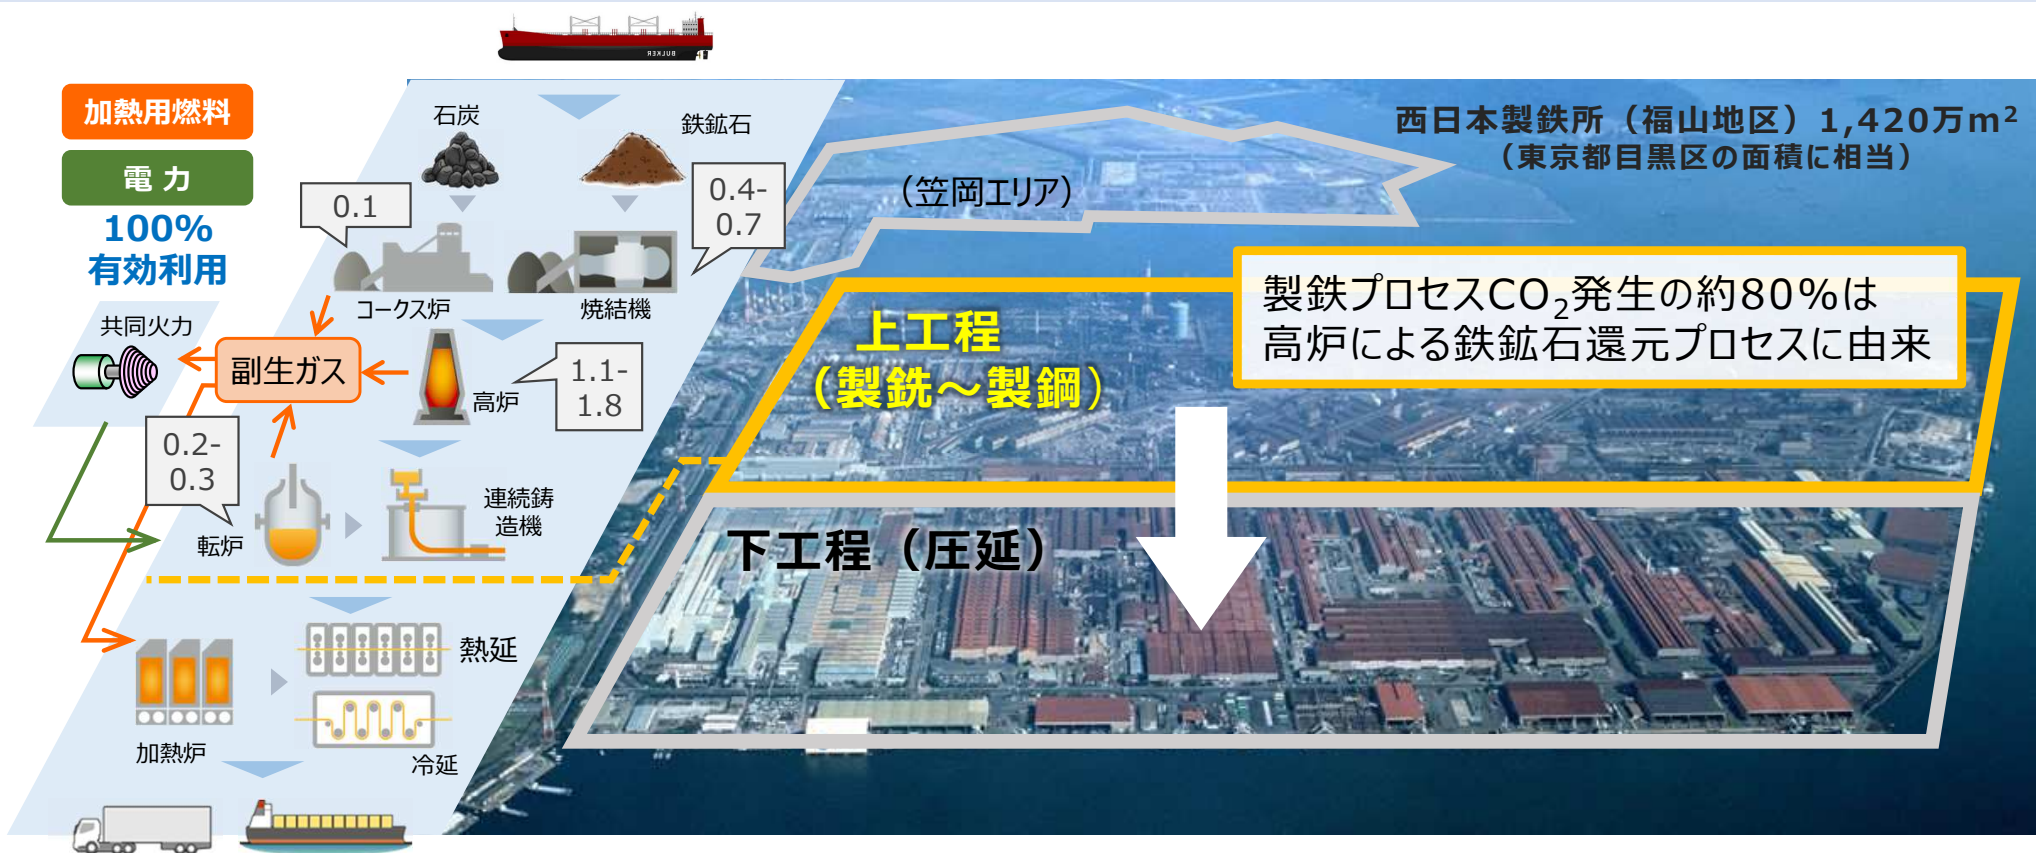 BULKER
加熱用燃料
電 力
100%
有効利用
共同火力
石炭
鉄鉱石
0.1
0.4-
0.7
コークス炉
焼結機
副生ガス
高炉
1.1-
1.8
0.2-
0.3
転炉
連続鋳
造機
加熱炉
熱延
冷延
西日本製鉄所（福山地区）1,420万m²
（東京都目黒区の面積に相当）
（笠岡エリア）
製鉄プロセスCO₂発生の約80%は
高炉による鉄鉱石還元プロセスに由来
上工程
（製銑～製鋼）
下工程（圧延）